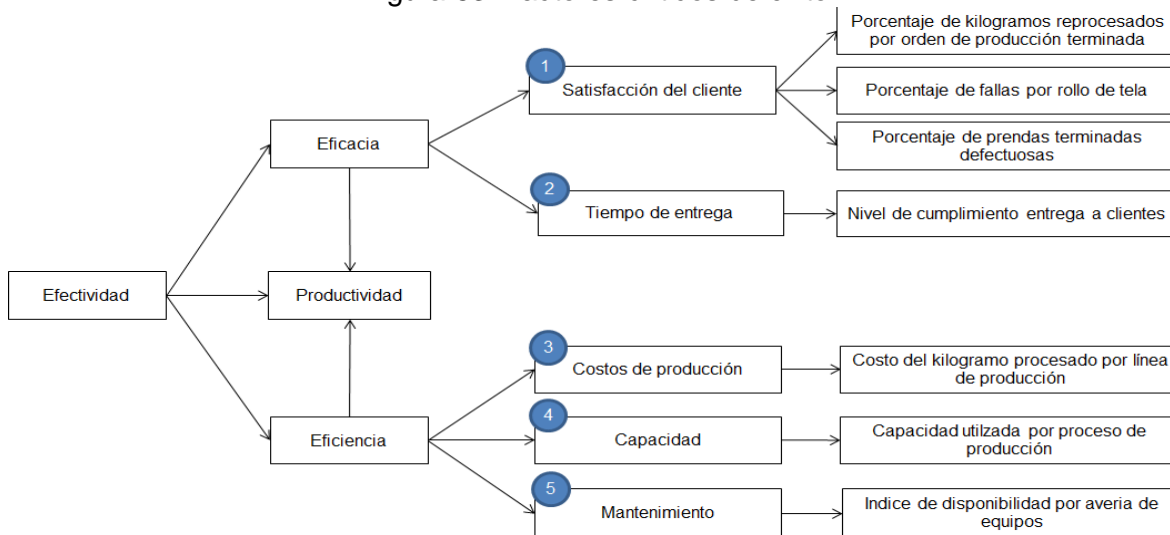 Porcentaje de kilogramos reprocesados
por orden de producción terminada
1
Satisfacción del cliente
Porcentaje de fallas por rollo de tela
Eficacia
Porcentaje de prendas terminadas
defectuosas
2
Tiempo de entrega
Nivel de cumplimiento entrega a clientes
Efectividad
Productividad
3
Costos de producción
Costo del kilogramo procesado por línea
de producción
Eficiencia
4
Capacidad
Capacidad utilzada por proceso de
producción
5
Mantenimiento
Indice de disponibilidad por averia de
equipos